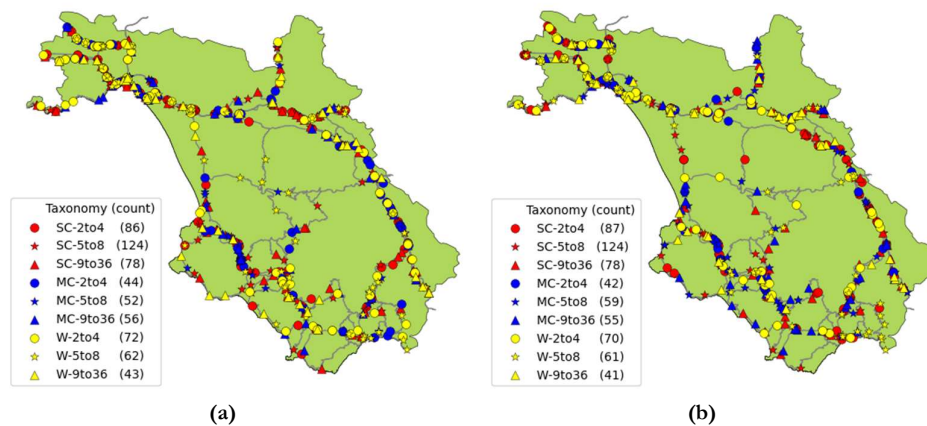 Taxonomy (count)
SC-2to4 (86)
SC-5to8 (124)
SC-9to36 (78)
MC-2to4 (44)
MC-5to8 (52)
MC-9to36 (56)
W-2to4 (72)
W-5to8 (62)
W-9to36 (43)
(a)
Taxonomy (count)
SC-2to4 (87)
SC-5to8 (124)
SC-9to36 (78)
MC-2to4 (42)
MC-5to8 (59)
MC-9to36 (55)
W-2to4 (70)
W-5to8 (61)
W-9to36 (41)
(b)